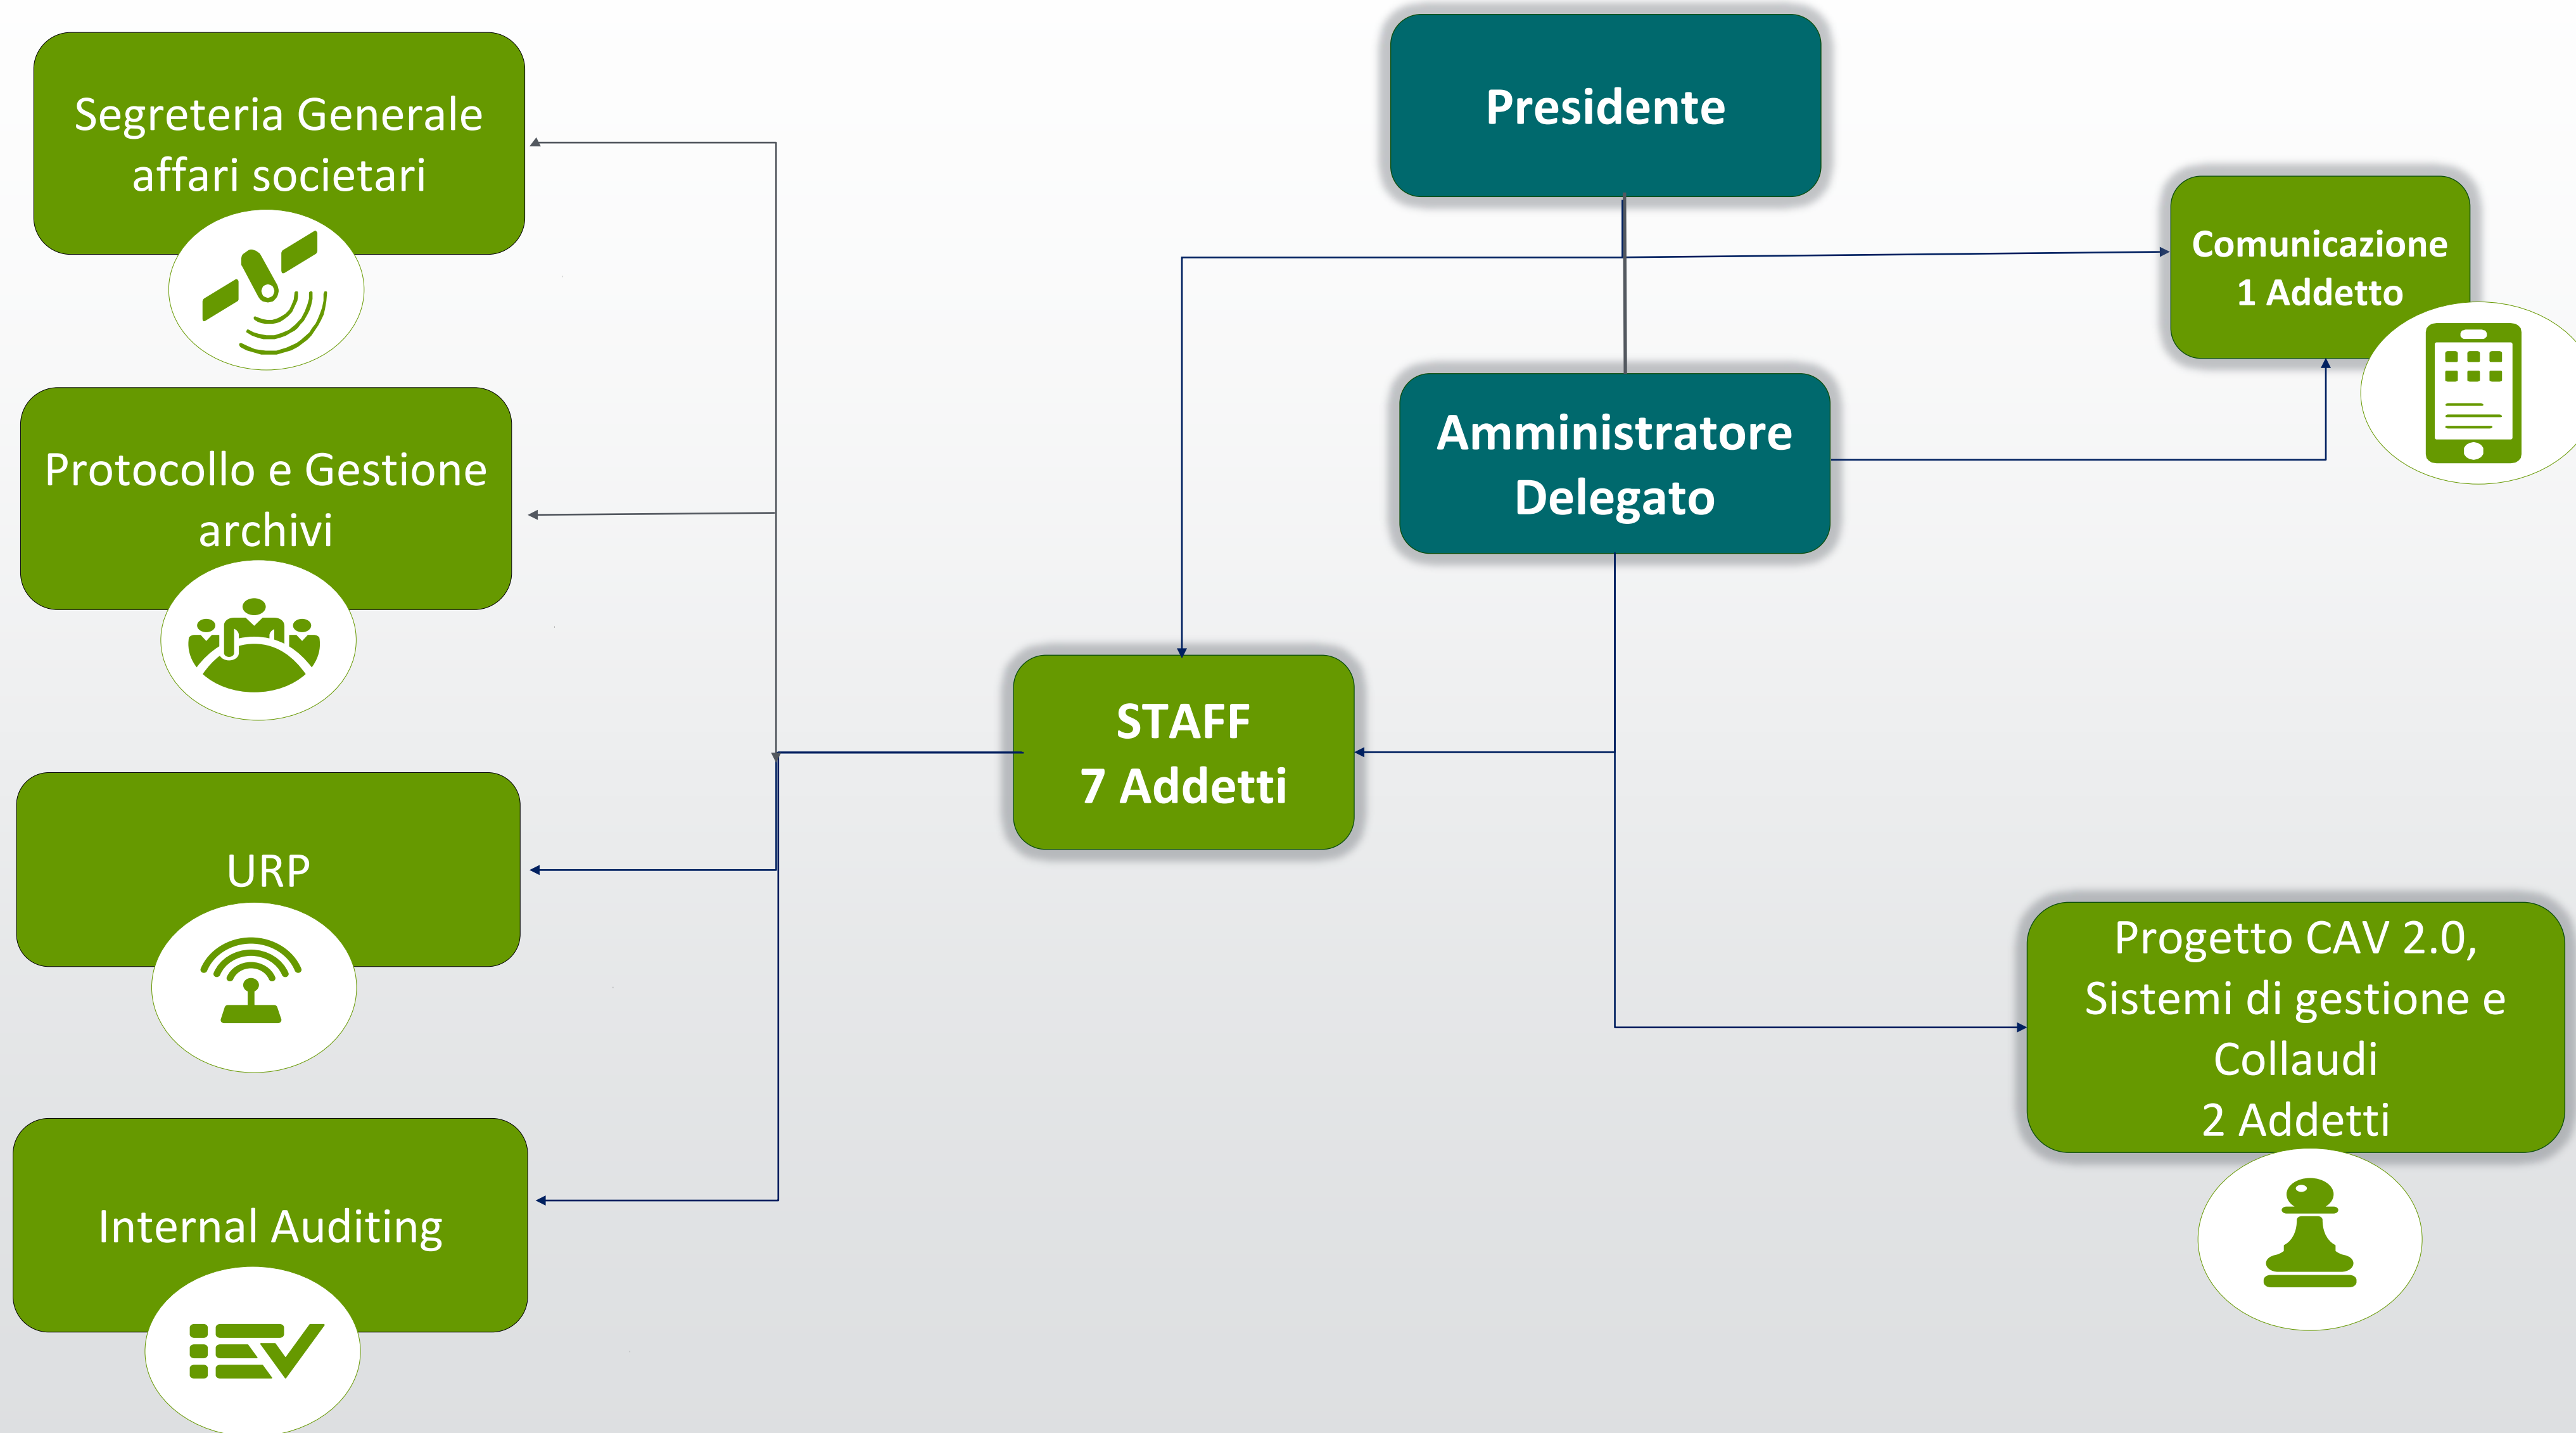 Presidente
Amministratore
Delegato
Comunicazione
1 Addetto
STAFF
7 Addetti
Segreteria Generale
affari societari
Protocollo e Gestione
archivi
URP
Internal Auditing
Progetto CAV 2.0,
Sistemi di gestione e
Collaudi
2 Addetti